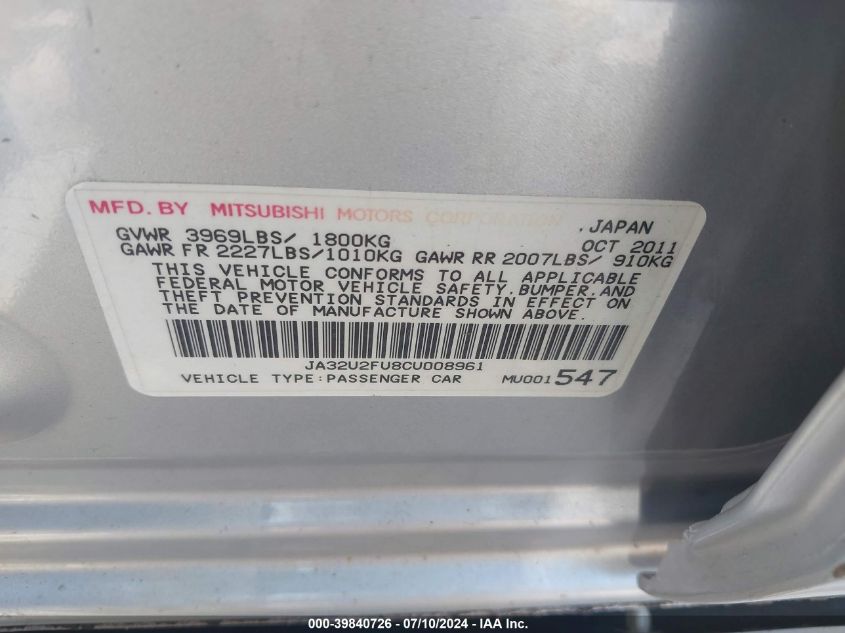 MFD. BY MITSUBISHI MOTORS CORPORATION .JAPAN
GVWR 3969LBS/ 1800KG OCT 2011
GAWR FR 2227LBS/1010KG GAWR RR 2007LBS/ 910KG
THIS VEHICLE CONFORMS TO ALL APPLICABLE
FEDERAL MOTOR VEHICLE SAFETY.BUMPER.AND
THEFT PREVENTION STANDARDS IN EFFECT ON
THE DATE OF MANUFACTURE SHOWN ABOVE.
JA32U2FU8CU008961
VEHICLE TYPE:PASSENGER CAR MU001547
000-39840726 - 07/10/2024 - IAA Inc.